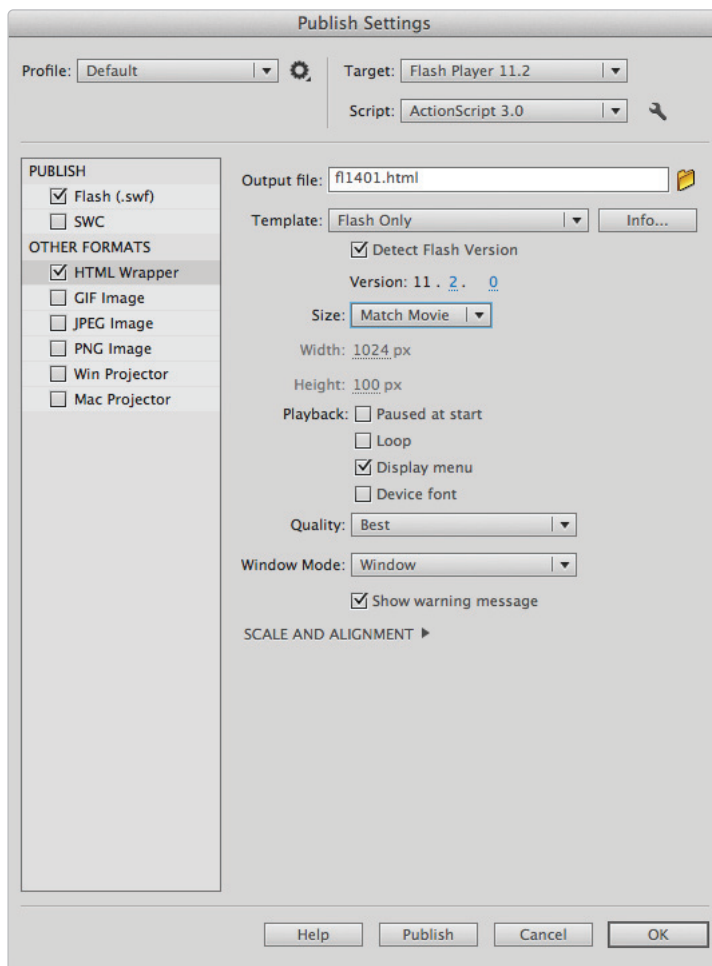 Publish Settings
Profile: Default
Target: Flash Player 11.2
Script: ActionScript 3.0
PUBLISH
Flash (.swf)
SWC
OTHER FORMATS
HTML Wrapper
GIF Image
JPEG Image
PNG Image
Win Projector
Mac Projector
Output file: fl1401.html
Template: Flash Only Info...
Detect Flash Version
Version: 11 . 2 . 0
Size: Match Movie
Width: 1024 px
Height: 100 px
Playback: Paused at start
Loop
Display menu
Device font
Quality: Best
Window Mode: Window
Show warning message
SCALE AND ALIGNMENT
Help Publish Cancel OK